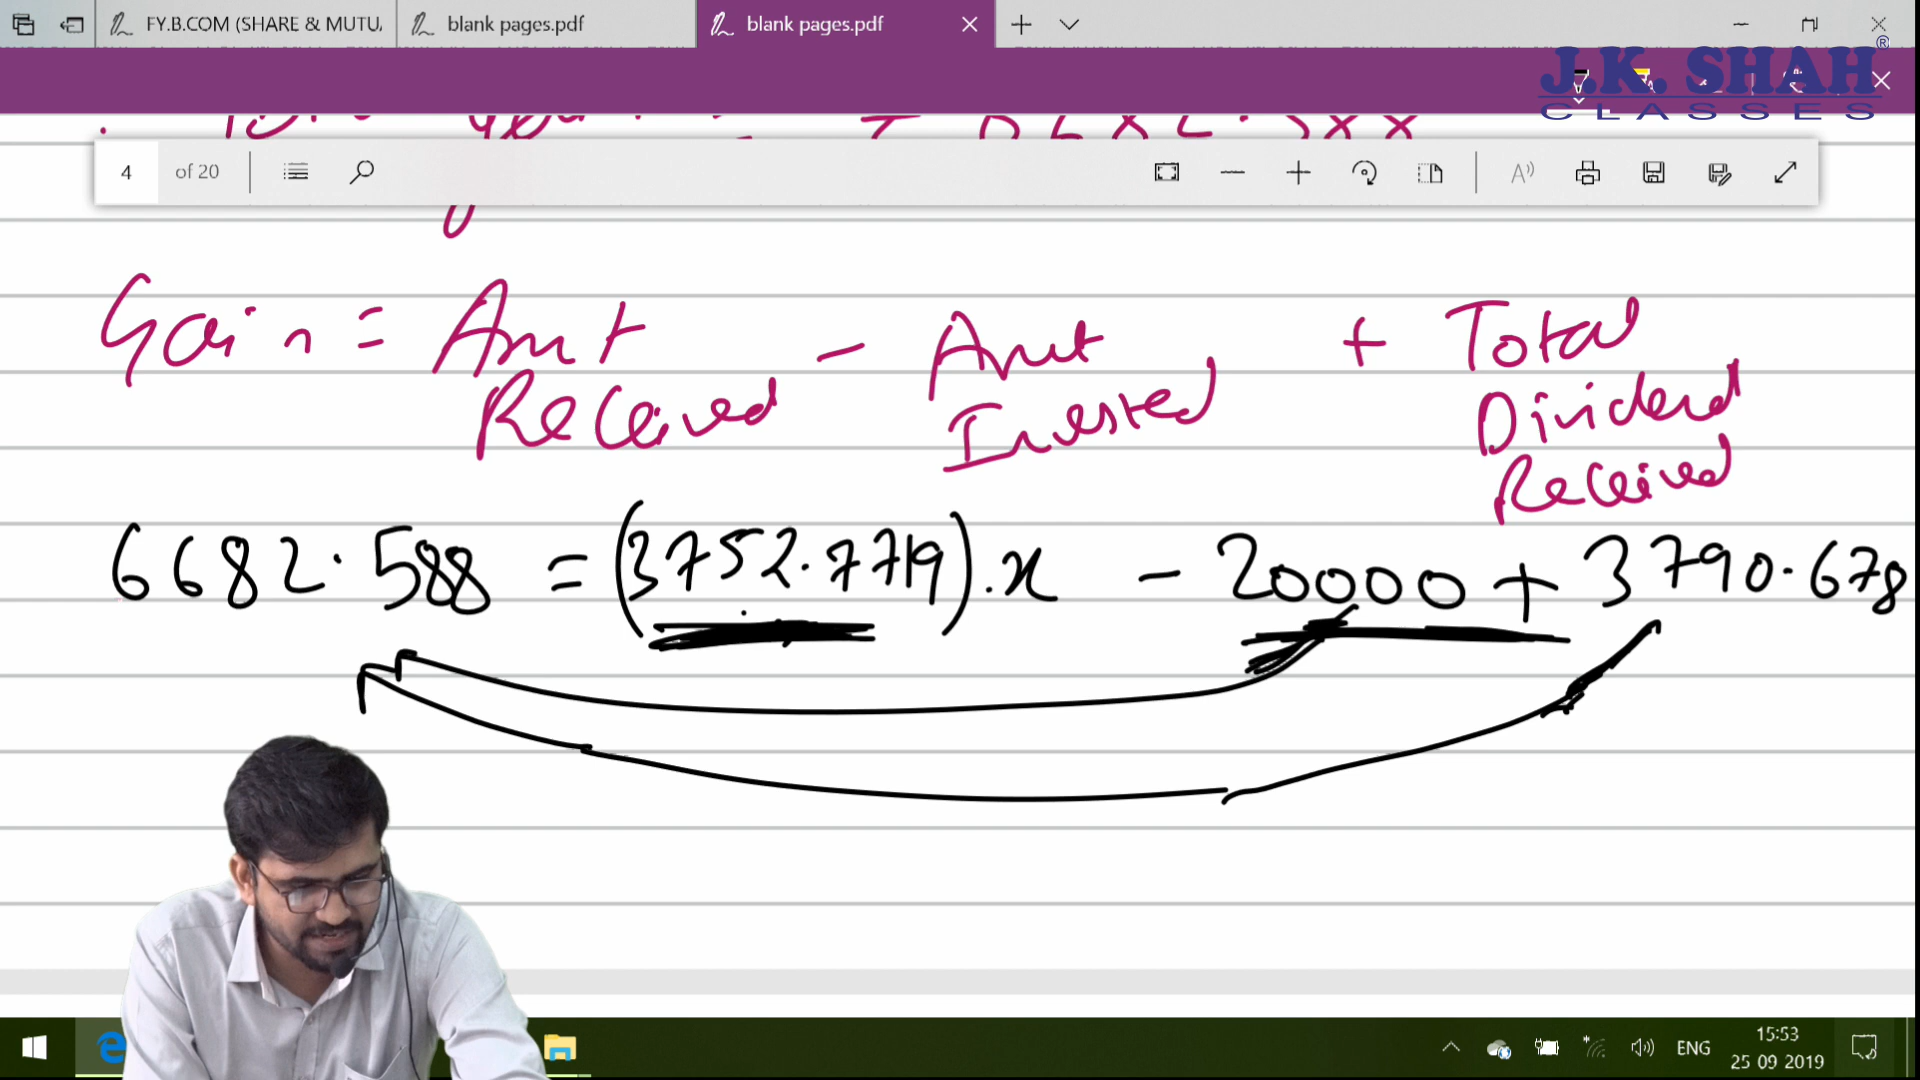 FY.B.COM (SHARE & MUTU
blank pages.pdf
blank pages.pdf
J.K. SHAH®
CLASSES
4 of 20
Gain = Amt Received - Amt Invested + Total Dividend Received
6682.588 = (3752.7719).x - 20000 + 3790.678
ENG
15:53
25 09 2019